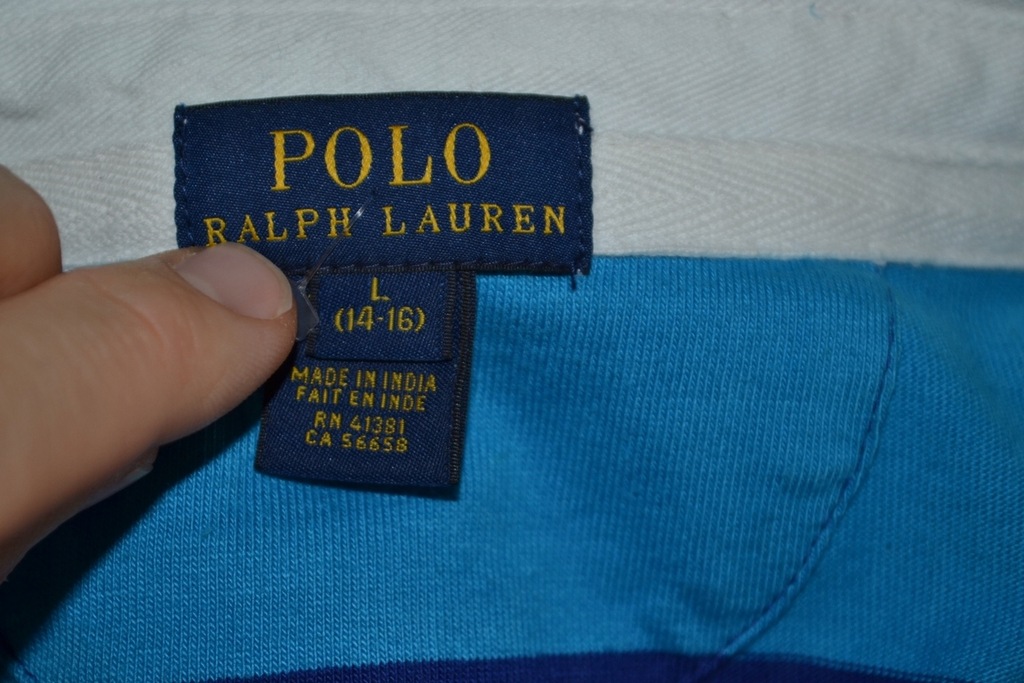 POLO
RALPH LAUREN
L
(14-16)
MADE IN INDIA
FAIT EN INDE
RN 41381
CA 56658